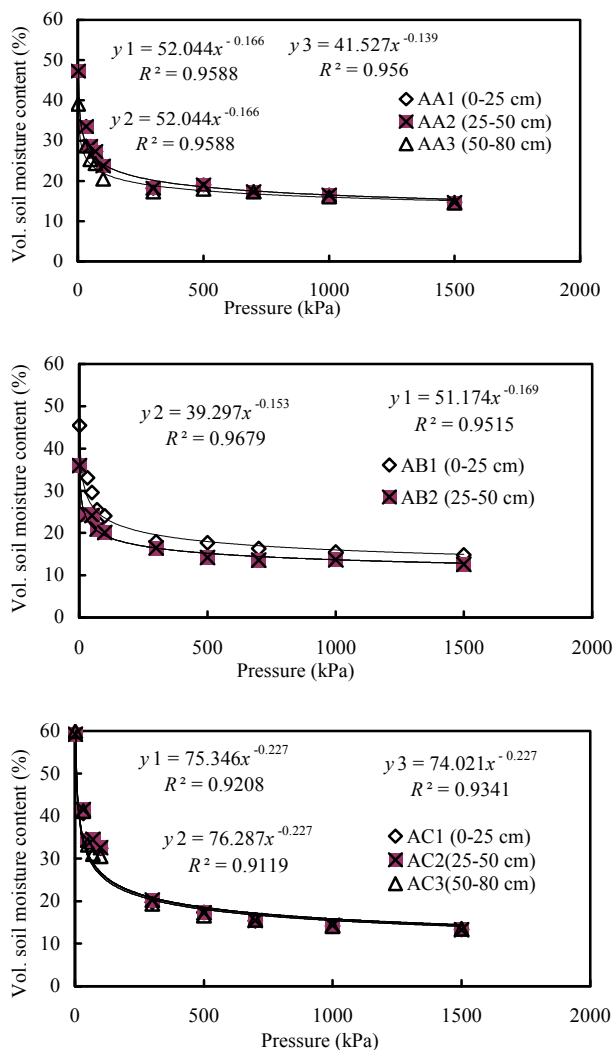 60
50
40
30
20
10
0
Vol. soil moisture content (%)
y1 = 52.044x^-0.166
R² = 0.9588
y3 = 41.527x^-0.139
R² = 0.956
y2 = 52.044x^-0.166
R² = 0.9588
AA1 (0-25 cm)
AA2 (25-50 cm)
AA3 (50-80 cm)
0 500 1000 1500 2000
Pressure (kPa)
60
50
40
30
20
10
0
Vol. soil moisture content (%)
y2 = 39.297x^-0.153
R² = 0.9679
y1 = 51.174x^-0.169
R² = 0.9515
AB1 (0-25 cm)
AB2 (25-50 cm)
0 500 1000 1500 2000
Pressure (kPa)
60
50
40
30
20
10
0
Vol. soil moisture content (%)
y1 = 75.346x^-0.227
R² = 0.9208
y3 = 74.021x^-0.227
R² = 0.9341
y2 = 76.287x^-0.227
R² = 0.9119
AC1 (0-25 cm)
AC2(25-50 cm)
AC3(50-80 cm)
0 500 1000 1500 2000
Pressure (kPa)